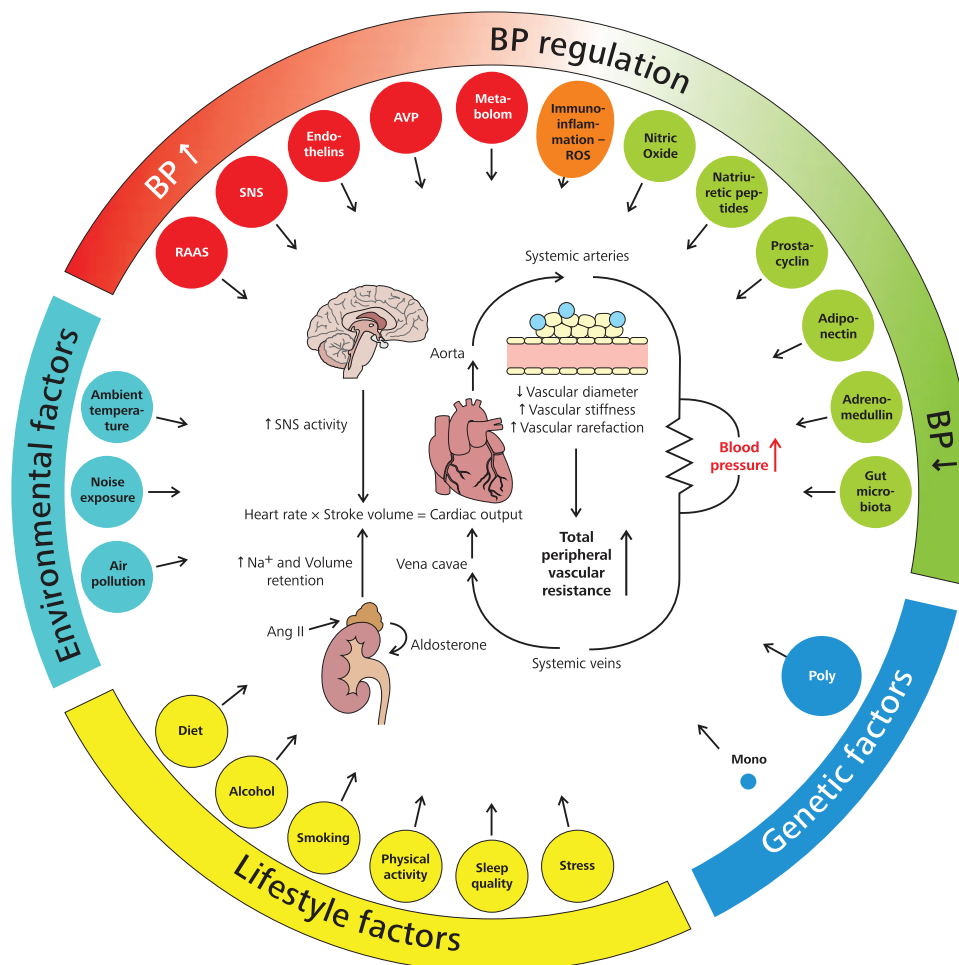 BP regulation
BP ↑
BP ↓
RAAS
SNS
Endo-
thelins
AVP
Meta-
bolom
Immuno-
inflam-
mation –
ROS
Nitric
Oxide
Natriu-
retic pep-
tides
Prosta-
cyclin
Adipo-
nectin
Adreno-
medullin
Gut
micro-
biota
Environmental factors
Ambient
tempera-
ture
Noise
exposure
Air
pollution
Systemic arteries
Aorta
↓ Vascular diameter
↑ Vascular stiffness
↑ Vascular rarefaction
↑ SNS activity
Blood
pressure ↑
Heart rate × Stroke volume = Cardiac output
↑ Na⁺ and Volume
retention
Vena cavae
Total
peripheral
vascular
resistance ↑
Ang II
Aldosterone
Systemic veins
Genetic factors
Poly
Mono
Lifestyle factors
Diet
Alcohol
Smoking
Physical
activity
Sleep
quality
Stress